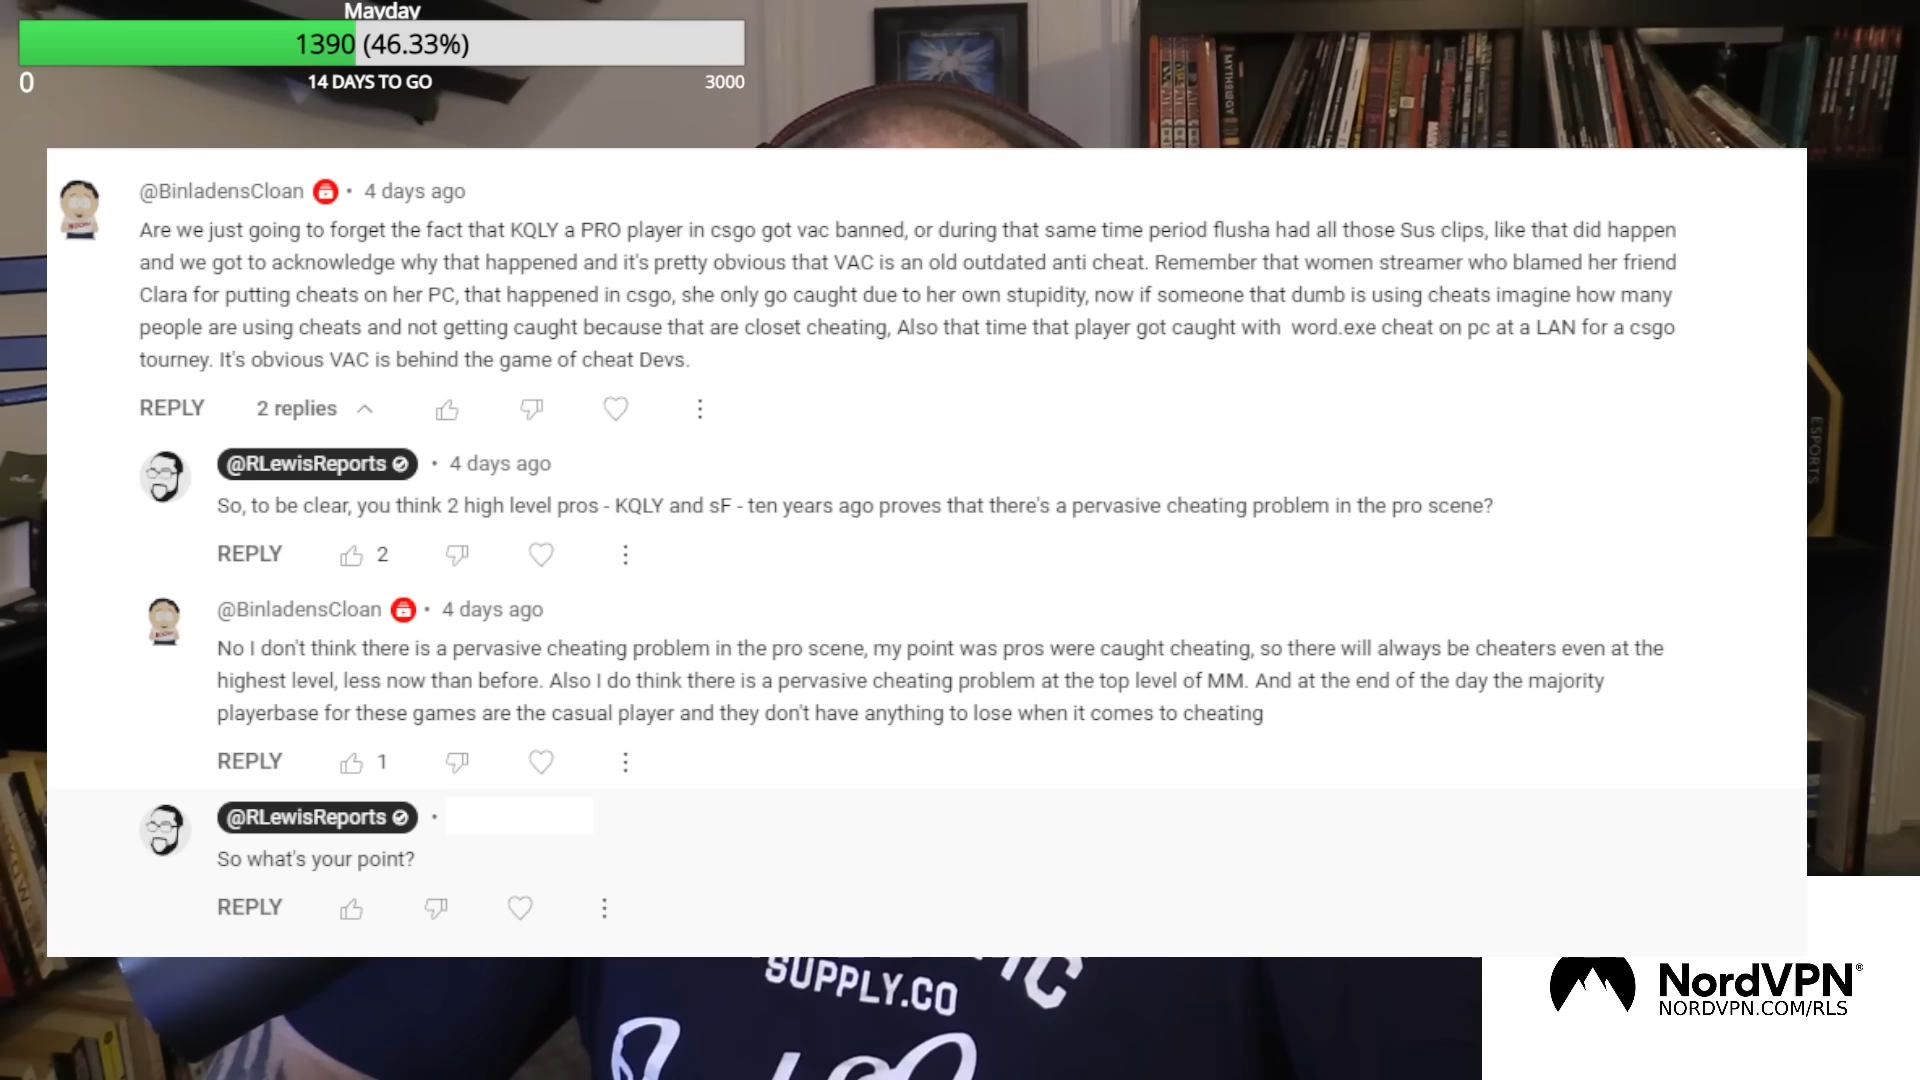 Mayday
1390 (46.33%)
0
14 DAYS TO GO
3000
MYTHOLOGY
@BinladensCloan • 4 days ago
Are we just going to forget the fact that KQLY a PRO player in csgo got vac banned, or during that same time period flusha had all those Sus clips, like that did happen
and we got to acknowledge why that happened and it's pretty obvious that VAC is an old outdated anti cheat. Remember that women streamer who blamed her friend
Clara for putting cheats on her PC, that happened in csgo, she only go caught due to her own stupidity, now if someone that dumb is using cheats imagine how many
people are using cheats and not getting caught because that are closet cheating, Also that time that player got caught with word.exe cheat on pc at a LAN for a csgo
tourney. It's obvious VAC is behind the game of cheat Devs.
REPLY 2 replies
@RLewisReports • 4 days ago
So, to be clear, you think 2 high level pros - KQLY and sF - ten years ago proves that there's a pervasive cheating problem in the pro scene?
REPLY 2
@BinladensCloan • 4 days ago
No I don't think there is a pervasive cheating problem in the pro scene, my point was pros were caught cheating, so there will always be cheaters even at the
highest level, less now than before. Also I do think there is a pervasive cheating problem at the top level of MM. And at the end of the day the majority
playerbase for these games are the casual player and they don't have anything to lose when it comes to cheating
REPLY 1
@RLewisReports •
So what's your point?
REPLY
ESPORTS
SUPPLY.CO
NordVPN®
NORDVPN.COM/RLS